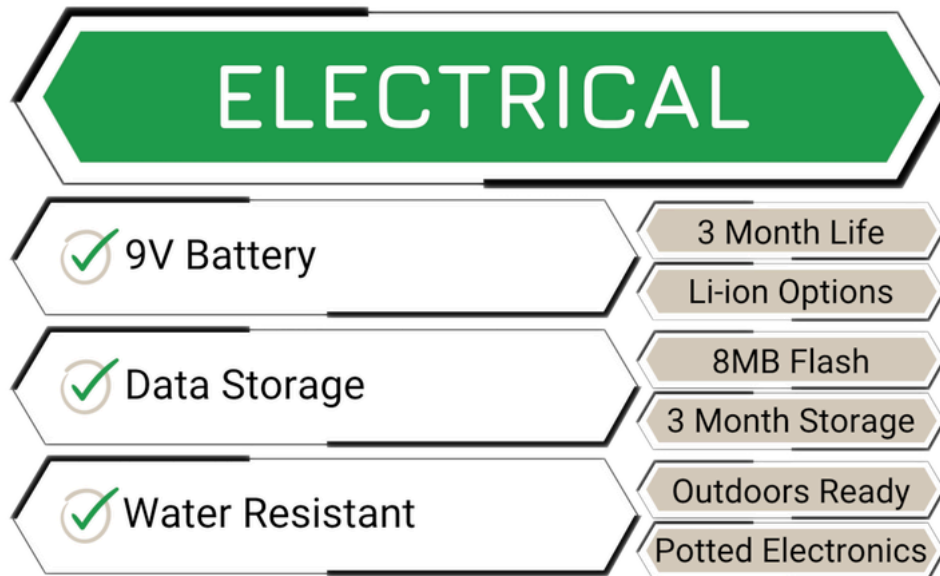 ELECTRICAL
9V Battery
3 Month Life
Li-ion Options
Data Storage
8MB Flash
3 Month Storage
Water Resistant
Outdoors Ready
Potted Electronics